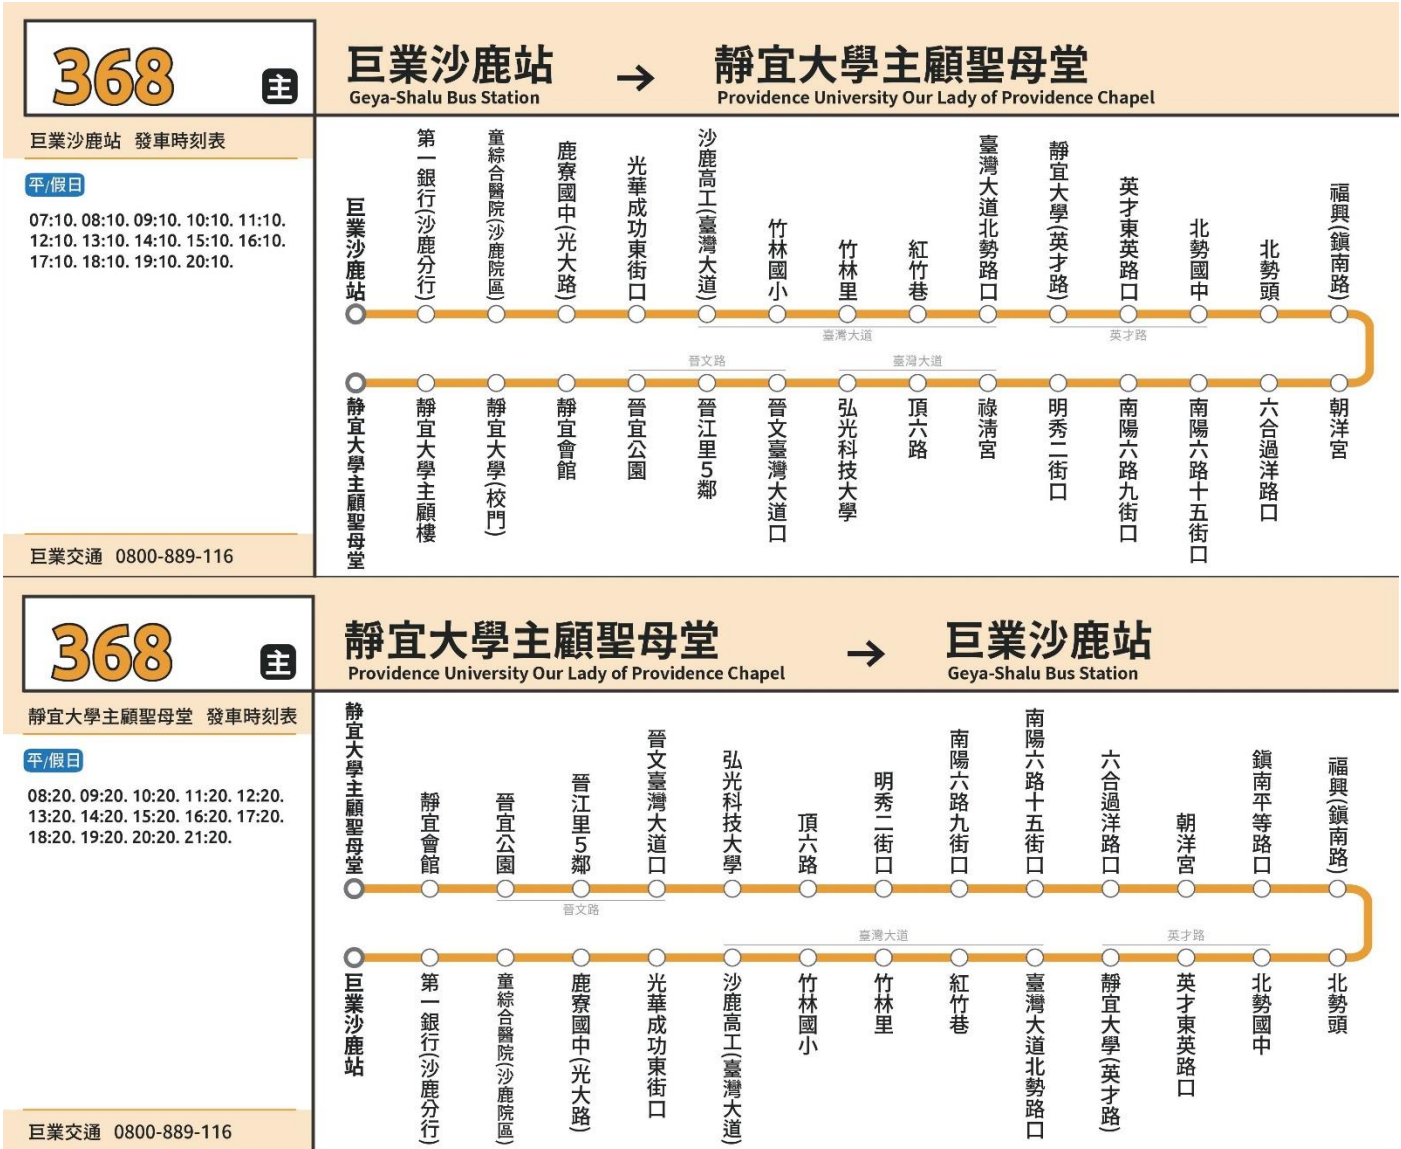 368 主
巨業沙鹿站 → 靜宜大學主顧聖母堂
Geya-Shalu Bus Station
Providence University Our Lady of Providence Chapel
巨業沙鹿站 發車時刻表
平/假日
07:10. 08:10. 09:10. 10:10. 11:10.
12:10. 13:10. 14:10. 15:10. 16:10.
17:10. 18:10. 19:10. 20:10.
巨業交通 0800-889-116
巨業沙鹿站
第一銀行(沙鹿分行)
童綜合醫院(沙鹿院區)
鹿寮國中(光大路)
光華成功東街口
沙鹿高工(臺灣大道)
竹林國小
竹林里
紅竹巷
臺灣大道北勢路口
靜宜大學(英才路)
英才東英路口
北勢國中
北勢頭
福興(鎮南路)
臺灣大道
英才路
晉文路
臺灣大道
靜宜大學主顧聖母堂
靜宜大學主顧樓
靜宜大學(校門)
靜宜會館
晉宜公園
晉江里5鄰
晉文臺灣大道口
弘光科技大學
頂六路
祿清宮
明秀二街口
南陽六路九街口
南陽六路十五街口
六合過洋路口
朝洋宮
368 主
靜宜大學主顧聖母堂 → 巨業沙鹿站
Providence University Our Lady of Providence Chapel
Geya-Shalu Bus Station
靜宜大學主顧聖母堂 發車時刻表
平/假日
08:20. 09:20. 10:20. 11:20. 12:20.
13:20. 14:20. 15:20. 16:20. 17:20.
18:20. 19:20. 20:20. 21:20.
巨業交通 0800-889-116
靜宜大學主顧聖母堂
靜宜會館
晉宜公園
晉江里5鄰
晉文臺灣大道口
弘光科技大學
頂六路
明秀二街口
南陽六路九街口
南陽六路十五街口
六合過洋路口
朝洋宮
鎮南平等路口
福興(鎮南路)
晉文路
臺灣大道
英才路
巨業沙鹿站
第一銀行(沙鹿分行)
童綜合醫院(沙鹿院區)
鹿寮國中(光大路)
光華成功東街口
沙鹿高工(臺灣大道)
竹林國小
竹林里
紅竹巷
臺灣大道北勢路口
靜宜大學(英才路)
英才東英路口
北勢國中
北勢頭